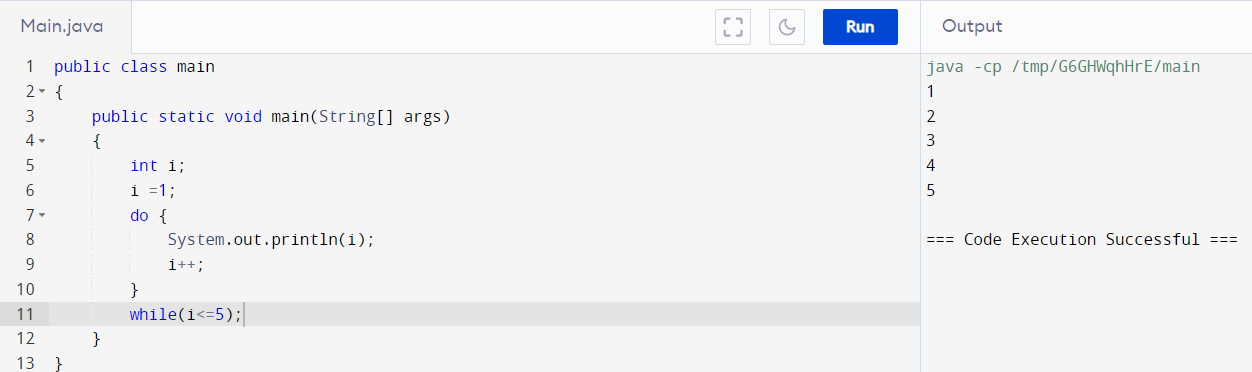 Main.java
Run
Output
1 public class main
2 {
3     public static void main(String[] args)
4     {
5         int i;
6         i =1;
7         do {
8             System.out.println(i);
9             i++;
10         }
11         while(i<=5);
12     }
13 }
java -cp /tmp/G6GHWqhHrE/main
1
2
3
4
5
=== Code Execution Successful ===